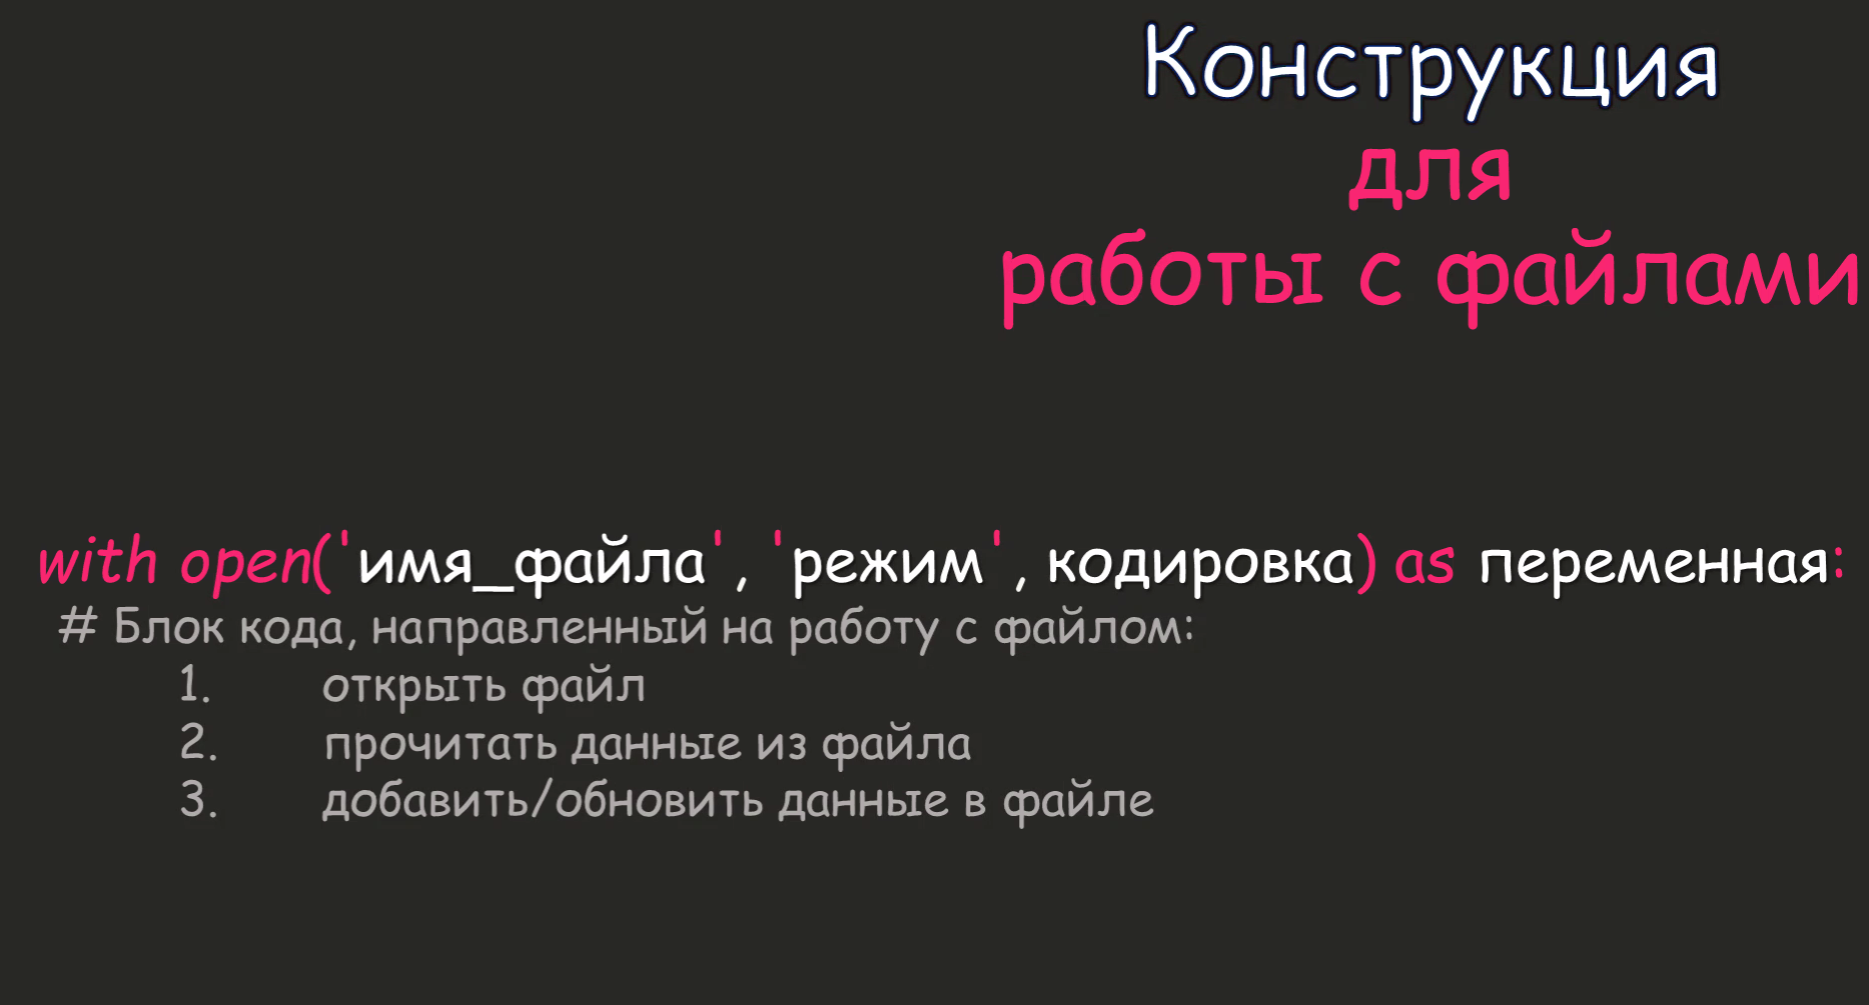 Конструкция
для
работы с файлами
with open('имя_файла', 'режим', кодировка) as переменная:
# Блок кода, направленный на работу с файлом:
1. открыть файл
2. прочитать данные из файла
3. добавить/обновить данные в файле